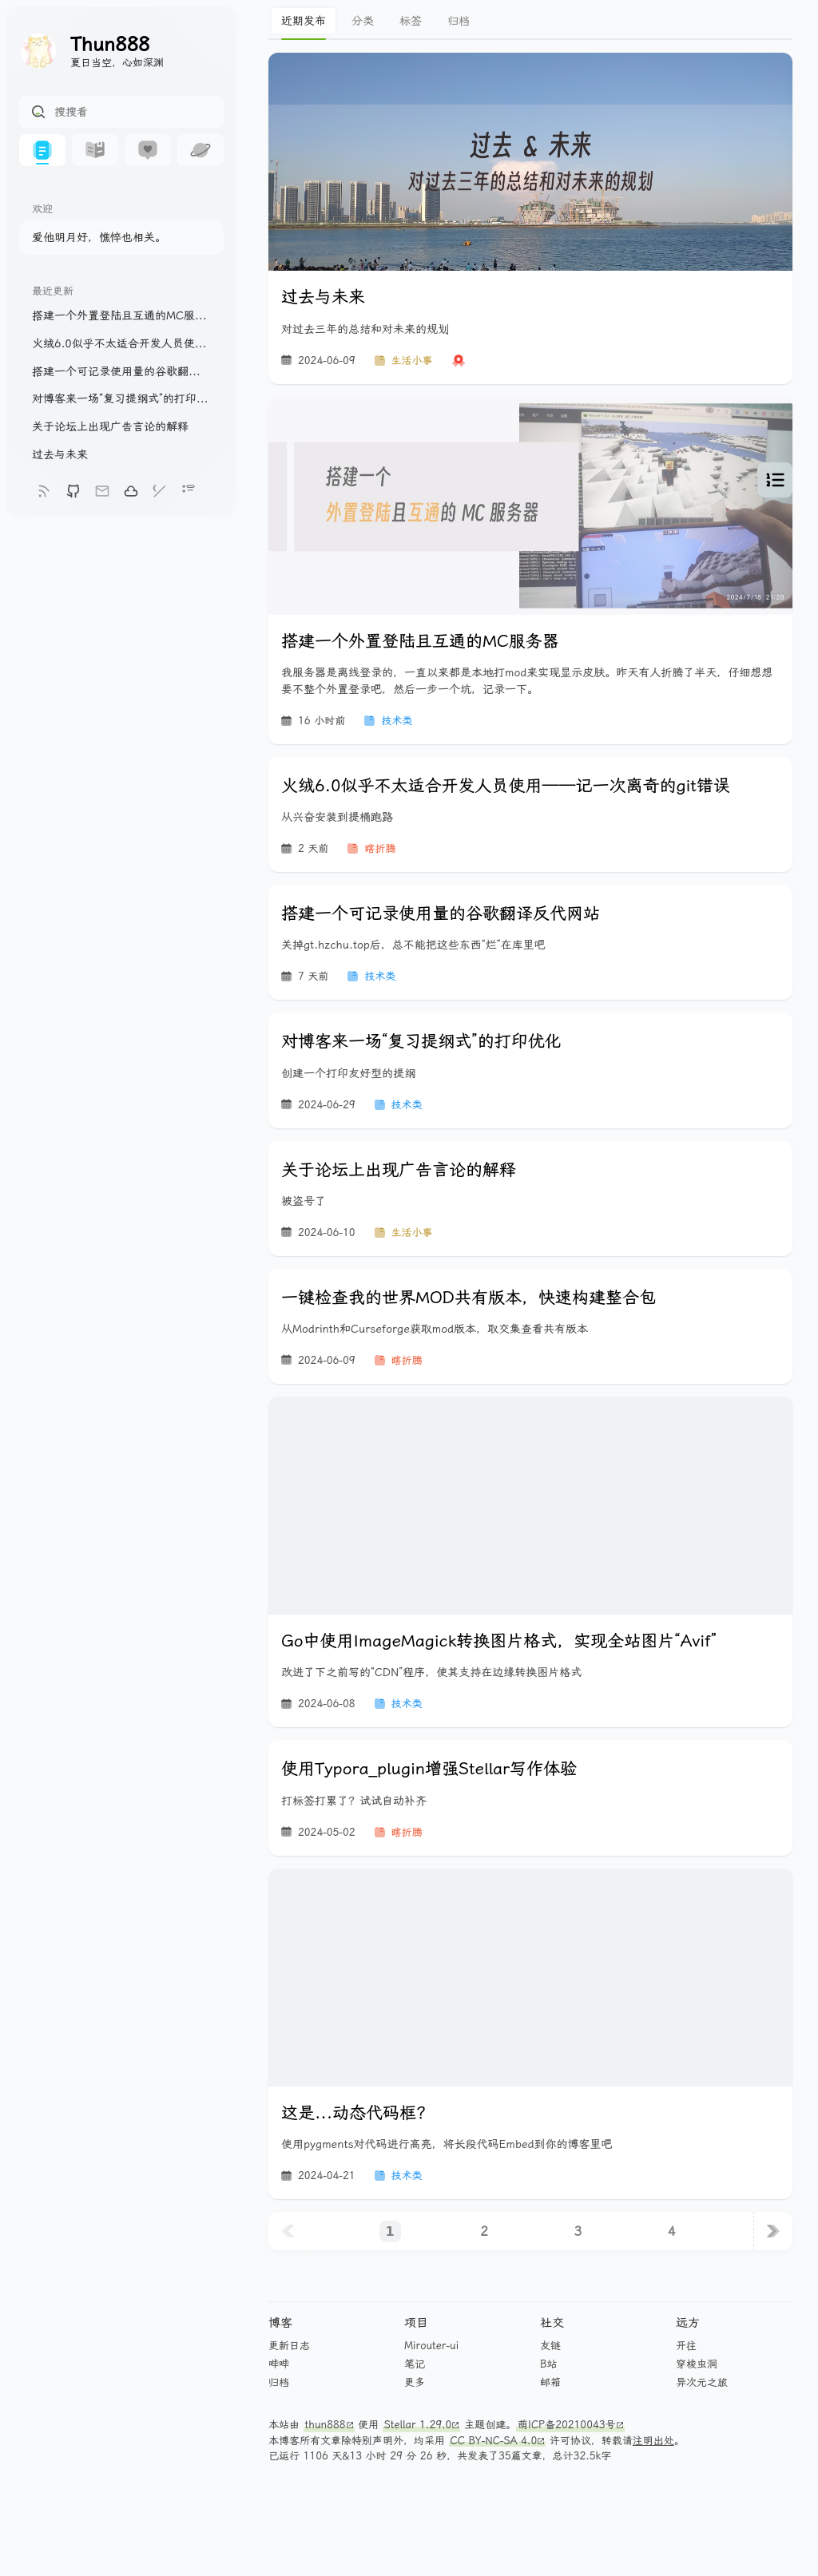 Thun888
夏日当空，心如深渊
搜搜看
欢迎
爱他明月好，憔悴也相关。
最近更新
搭建一个外置登陆且互通的MC服...
火绒6.0似乎不太适合开发人员使...
搭建一个可记录使用量的谷歌翻...
对博客来一场“复习提纲式”的打印...
关于论坛上出现广告言论的解释
过去与未来
近期发布 分类 标签 归档
过去 & 未来
对过去三年的总结和对未来的规划
过去与未来
对过去三年的总结和对未来的规划
2024-06-09 生活小事
搭建一个
外置登陆且互通的 MC 服务器
2024/7/18 21:23
搭建一个外置登陆且互通的MC服务器
我服务器是离线登录的，一直以来都是本地打mod来实现显示皮肤。昨天有人折腾了半天，仔细想想
要不整个外置登录吧，然后一步一个坑，记录一下。
16 小时前 技术类
火绒6.0似乎不太适合开发人员使用——记一次离奇的git错误
从兴奋安装到提桶跑路
2 天前 瞎折腾
搭建一个可记录使用量的谷歌翻译反代网站
关掉gt.hzchu.top后，总不能把这些东西“烂”在库里吧
7 天前 技术类
对博客来一场“复习提纲式”的打印优化
创建一个打印友好型的提纲
2024-06-29 技术类
关于论坛上出现广告言论的解释
被盗号了
2024-06-10 生活小事
一键检查我的世界MOD共有版本，快速构建整合包
从Modrinth和Curseforge获取mod版本，取交集查看共有版本
2024-06-09 瞎折腾
Go中使用ImageMagick转换图片格式，实现全站图片“Avif”
改进了下之前写的“CDN”程序，使其支持在边缘转换图片格式
2024-06-08 技术类
使用Typora_plugin增强Stellar写作体验
打标签打累了？试试自动补齐
2024-05-02 瞎折腾
这是...动态代码框？
使用pygments对代码进行高亮，将长段代码Embed到你的博客里吧
2024-04-21 技术类
1 2 3 4
博客 项目 社交 远方
更新日志 Mirouter-ui 友链 开往
哔哔 笔记 B站 穿梭虫洞
归档 更多 邮箱 异次元之旅
本站由 thun888 使用 Stellar 1.29.0 主题创建。萌ICP备20210043号
本博客所有文章除特别声明外，均采用 CC BY-NC-SA 4.0 许可协议，转载请注明出处。
已运行 1106 天&13 小时 29 分 26 秒，共发表了35篇文章，总计32.5k字